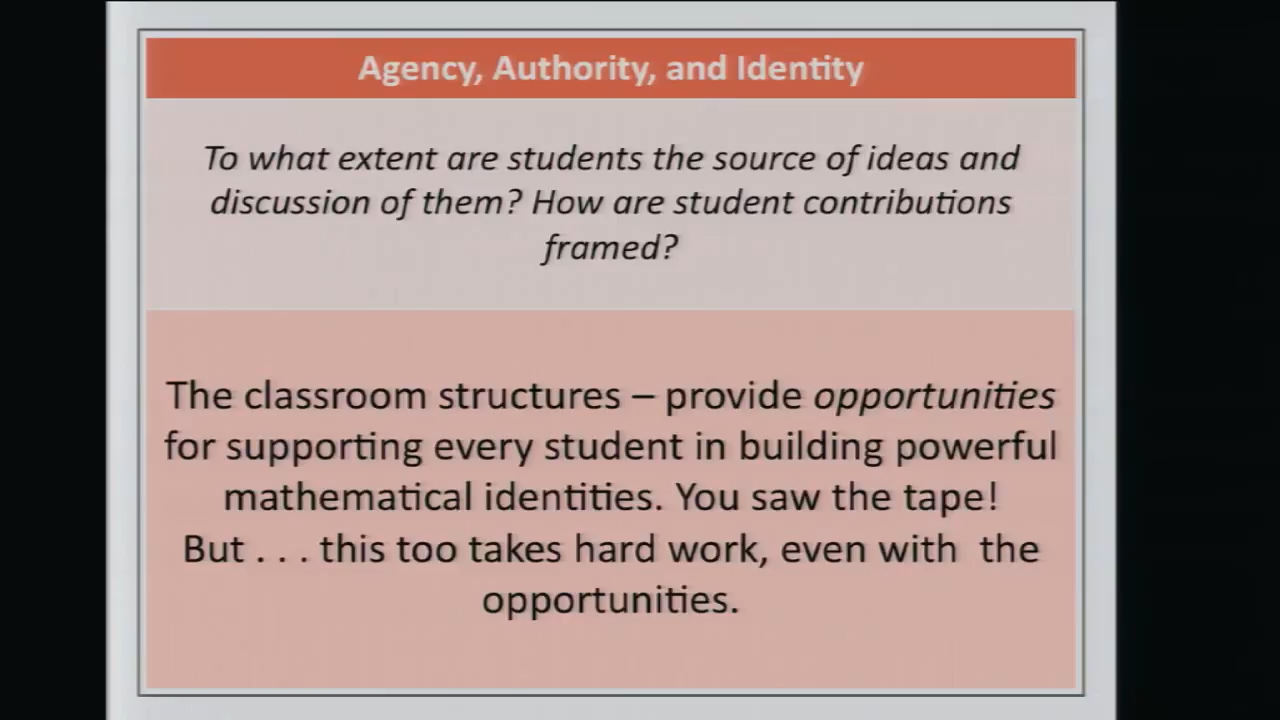 Agency, Authority, and Identity
To what extent are students the source of ideas and
discussion of them? How are student contributions
framed?
The classroom structures – provide opportunities
for supporting every student in building powerful
mathematical identities. You saw the tape!
But . . . this too takes hard work, even with  the
opportunities.